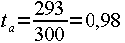 t_a = 293/300 = 0,98